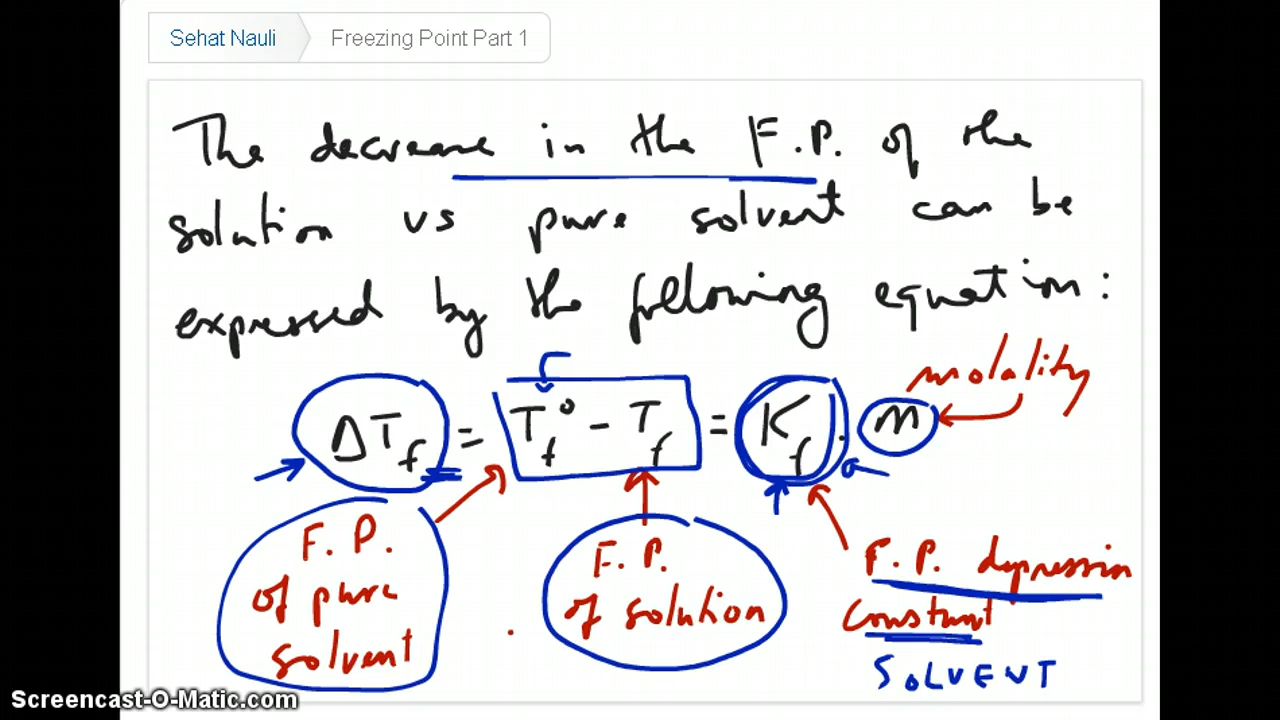 Sehat Nauli Freezing Point Part 1
The decrease in the F.P. of the
solution vs pure solvent can be
expressed by the following equation:
molality
ΔTf = Tf° - Tf = Kf . m
F. P.
of pure
solvent
F. P.
of solution
F. P. depression
constant
SOLVENT
Screencast-O-Matic.com